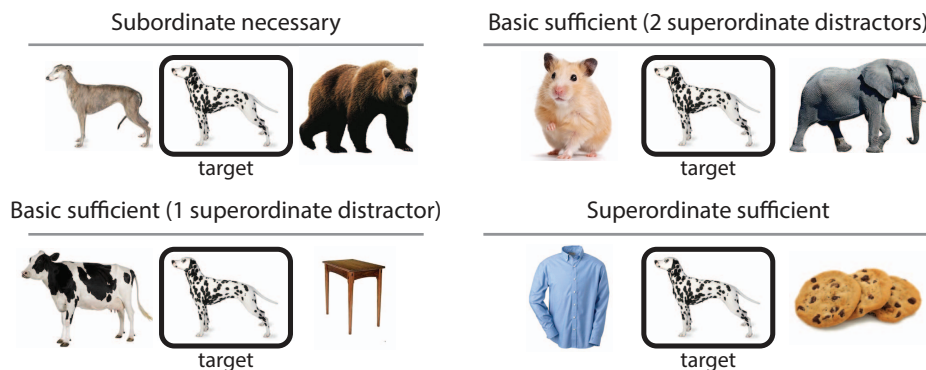 Subordinate necessary
Basic sufficient (2 superordinate distractors)
target
target
Basic sufficient (1 superordinate distractor)
Superordinate sufficient
target
target